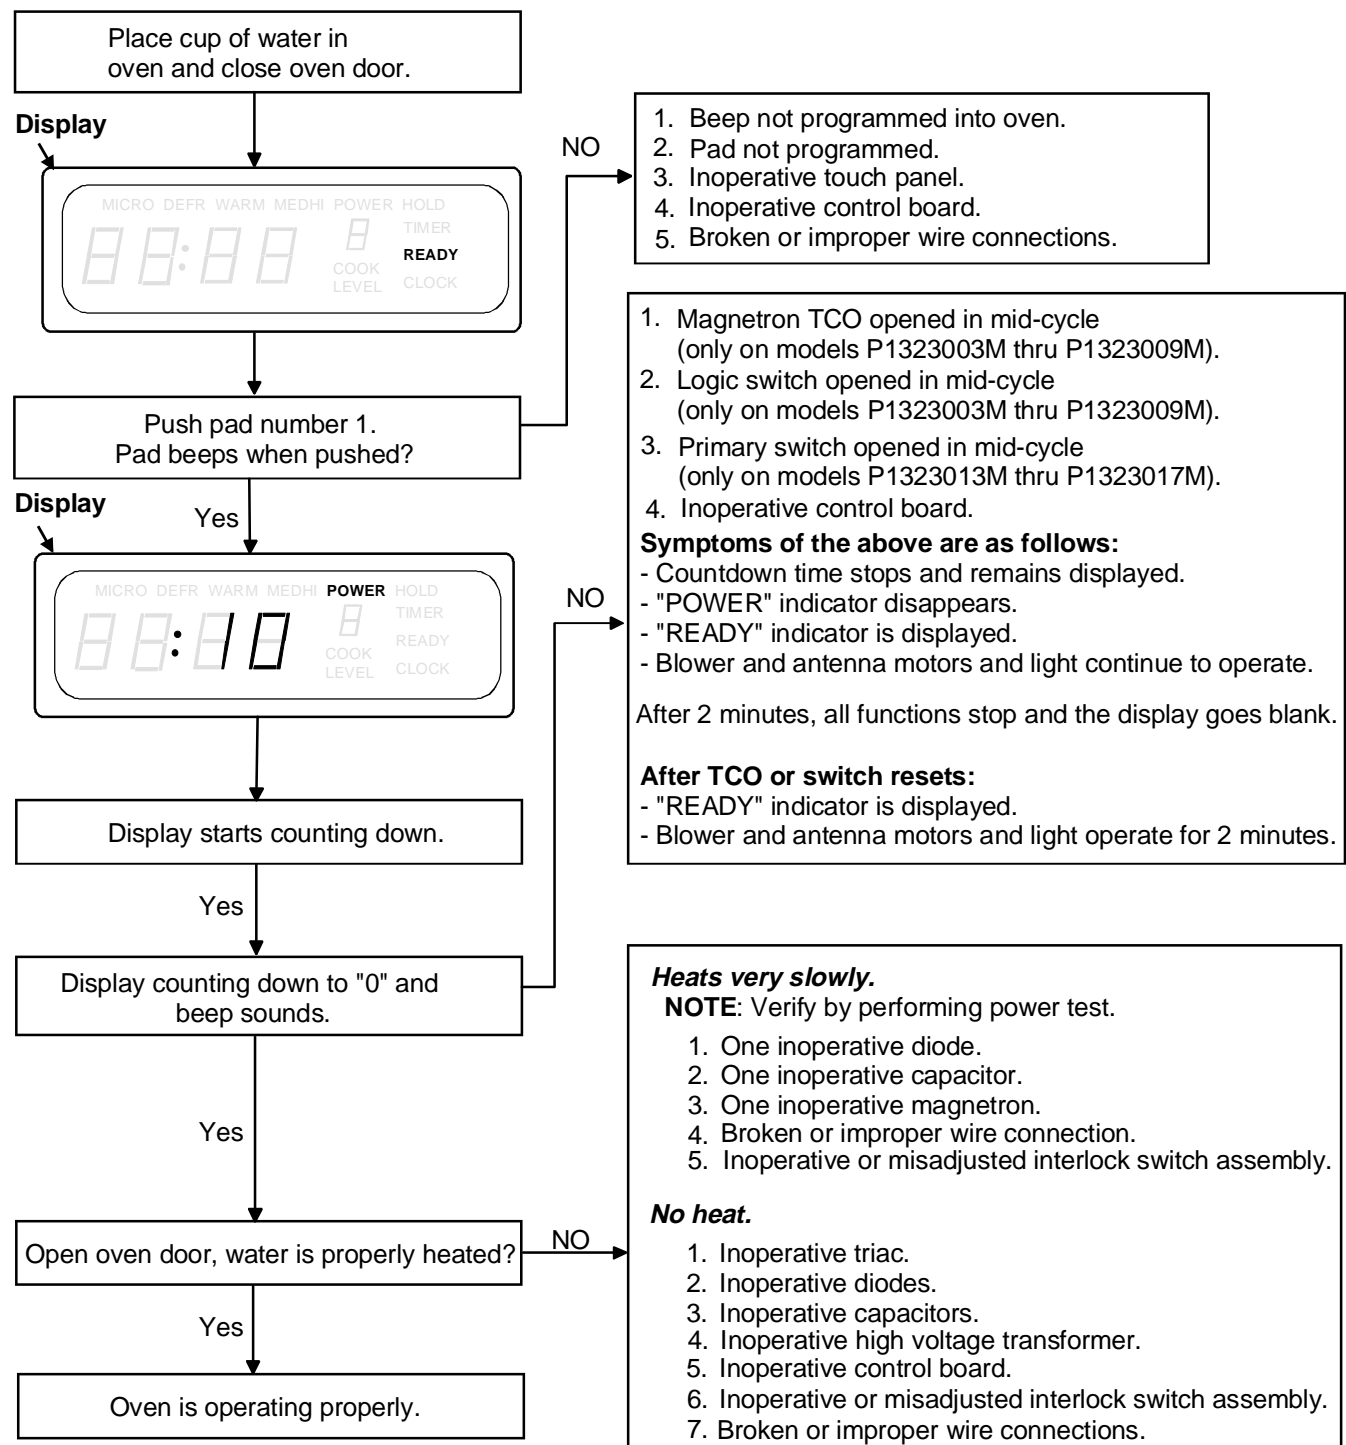 Place cup of water in
oven and close oven door.
Display
MICRO DEFR WARM MEDHI POWER HOLD
TIMER
88:88 8
READY
COOK
LEVEL CLOCK
Push pad number 1.
Pad beeps when pushed?
NO
1. Beep not programmed into oven.
2. Pad not programmed.
3. Inoperative touch panel.
4. Inoperative control board.
5. Broken or improper wire connections.
Display
Yes
MICRO DEFR WARM MEDHI POWER HOLD
TIMER
:10 8
READY
COOK
LEVEL CLOCK
Display starts counting down.
Yes
Display counting down to "0" and
beep sounds.
NO
1. Magnetron TCO opened in mid-cycle
(only on models P1323003M thru P1323009M).
2. Logic switch opened in mid-cycle
(only on models P1323003M thru P1323009M).
3. Primary switch opened in mid-cycle
(only on models P1323013M thru P1323017M).
4. Inoperative control board.
Symptoms of the above are as follows:
- Countdown time stops and remains displayed.
- "POWER" indicator disappears.
- "READY" indicator is displayed.
- Blower and antenna motors and light continue to operate.
After 2 minutes, all functions stop and the display goes blank.
After TCO or switch resets:
- "READY" indicator is displayed.
- Blower and antenna motors and light operate for 2 minutes.
Yes
Open oven door, water is properly heated?
NO
Heats very slowly.
NOTE: Verify by performing power test.
1. One inoperative diode.
2. One inoperative capacitor.
3. One inoperative magnetron.
4. Broken or improper wire connection.
5. Inoperative or misadjusted interlock switch assembly.
No heat.
1. Inoperative triac.
2. Inoperative diodes.
3. Inoperative capacitors.
4. Inoperative high voltage transformer.
5. Inoperative control board.
6. Inoperative or misadjusted interlock switch assembly.
7. Broken or improper wire connections.
Yes
Oven is operating properly.